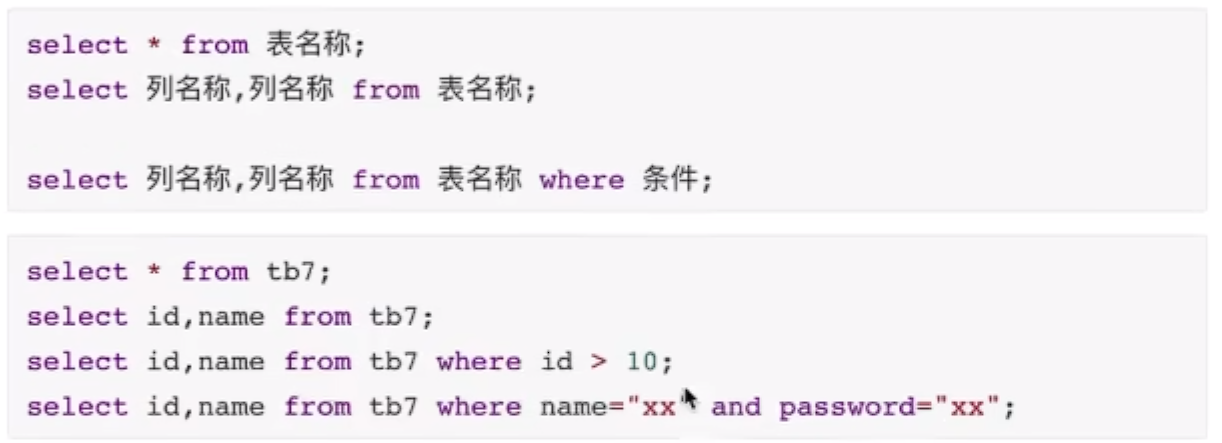 select * from 表名称;
select 列名称,列名称 from 表名称;
select 列名称,列名称 from 表名称 where 条件;
select * from tb7;
select id,name from tb7;
select id,name from tb7 where id > 10;
select id,name from tb7 where name="xx" and password="xx";